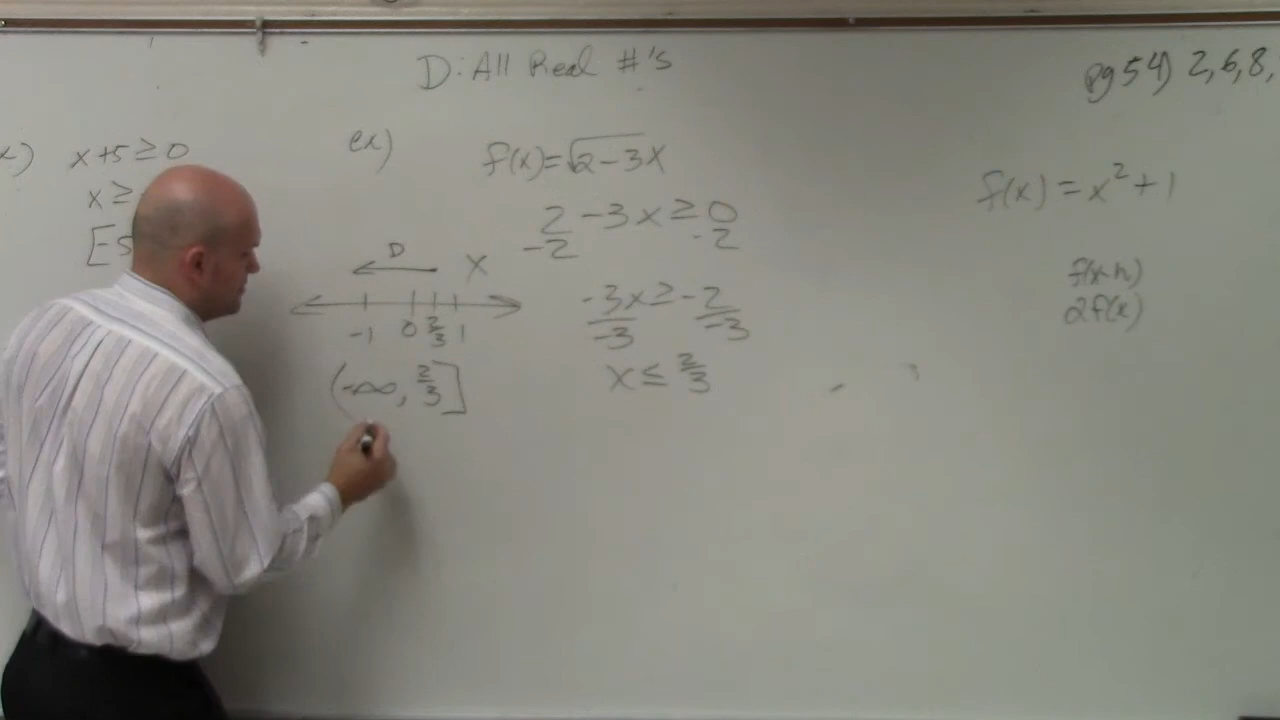 D: All Real #'s
pg 54) 2, 6, 8,
x+5 ≥ 0
x ≥
[-5
ex)
f(x) = √2-3x
2 - 3x ≥ 0
-2 -2
D
x
-1 0 2/3 1
(-∞, 2/3]
-3x ≥ -2
-3 -3
x ≤ 2/3
f(x) = x² + 1
f(x-h)
2f(x)